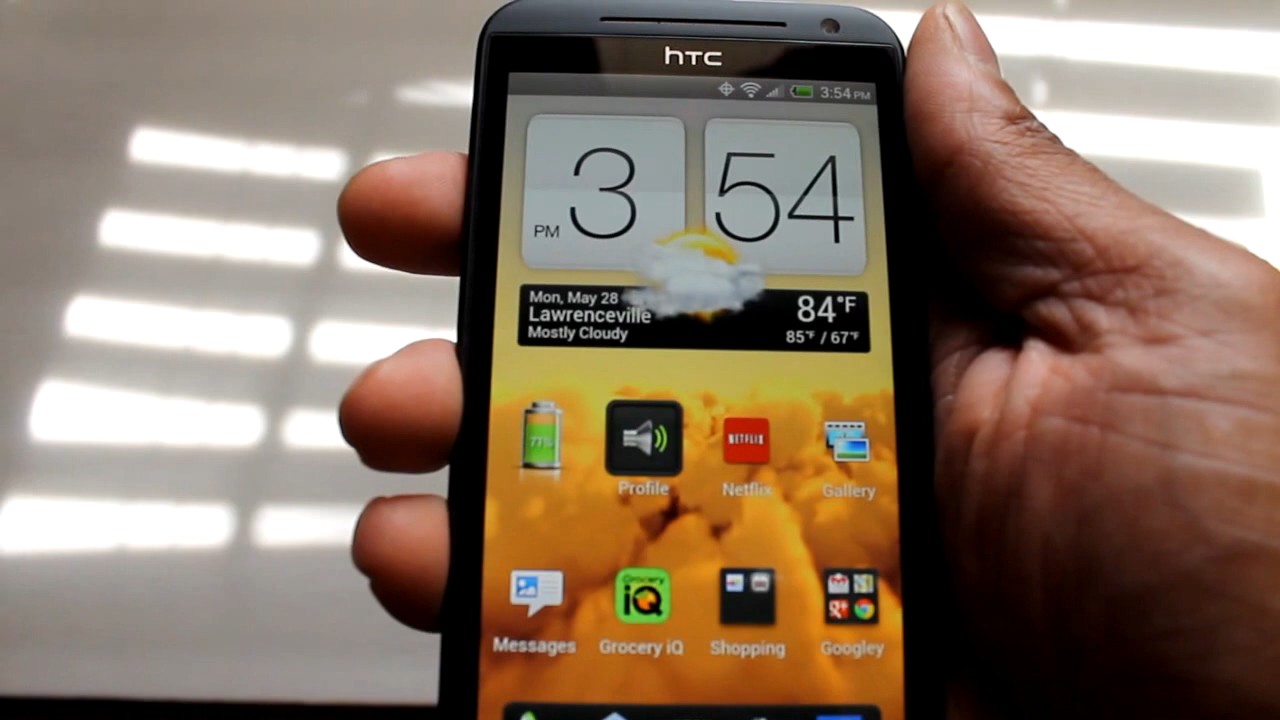 hTC
3:54 PM
3 54
PM
Mon, May 28
Lawrenceville
Mostly Cloudy
84°F
85°F / 67°F
71%
NETFLIX
Profile
Netflix
Gallery
Grocery
iQ
g+
Messages
Grocery iQ
Shopping
Googley